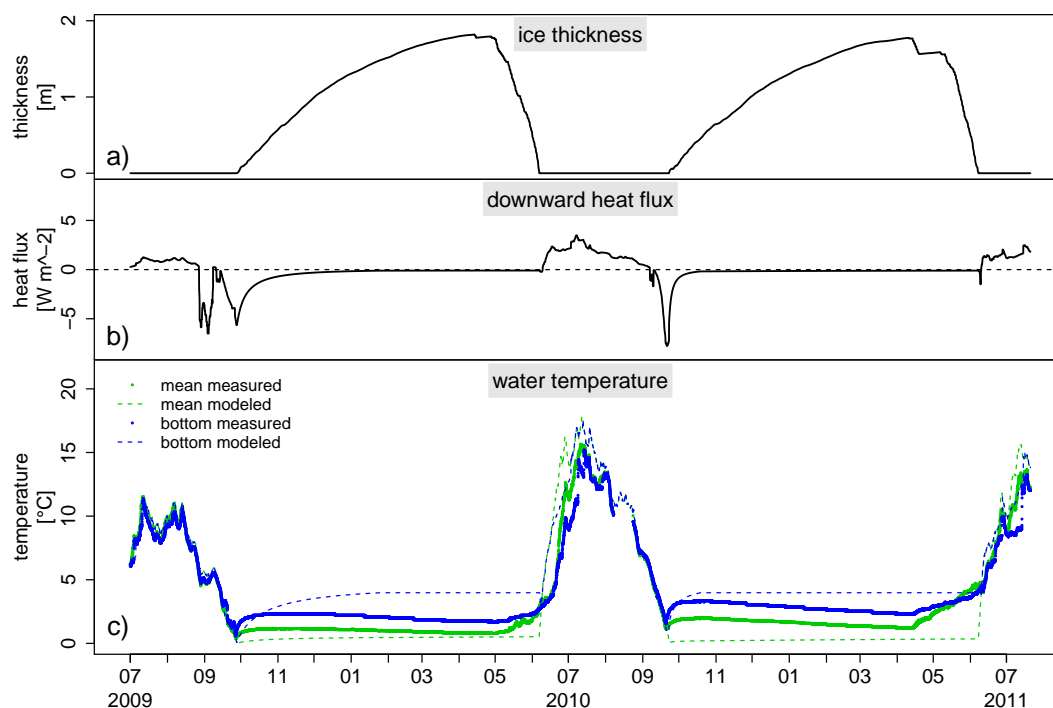 ice thickness
thickness
[m]
0
1
2
a)
downward heat flux
heat flux
[W m^−2]
−5
0
5
b)
water temperature
mean measured
mean modeled
bottom measured
bottom modeled
temperature
[°C]
0
5
10
15
20
c)
07 09 11 01 03 05 07 09 11 01 03 05 07
2009 2010 2011